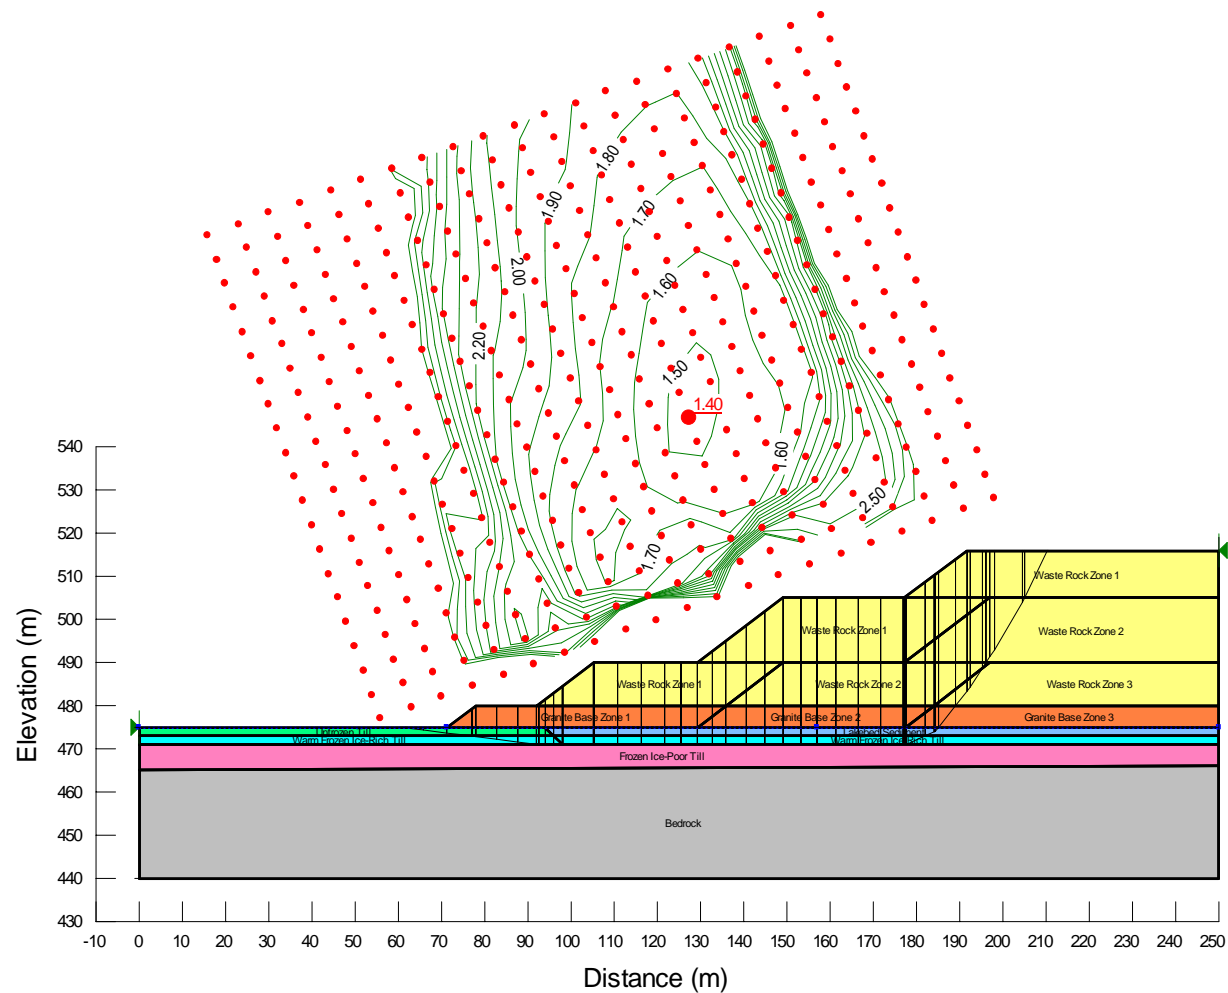 1.80
1.90
1.70
2.00
1.60
2.20
1.50
1.40
1.60
2.50
1.70
540
530
520
510
500
490
480
470
460
450
440
430
Elevation (m)
Waste Rock Zone 1
Waste Rock Zone 1
Waste Rock Zone 2
Waste Rock Zone 1
Waste Rock Zone 2
Waste Rock Zone 3
Granite Base Zone 1
Granite Base Zone 2
Granite Base Zone 3
Unfrozen Till
Lakebed Sediment
Warm Frozen Ice-Rich Till
Warm Frozen Ice-Rich Till
Frozen Ice-Poor Till
Bedrock
-10 0 10 20 30 40 50 60 70 80 90 100 110 120 130 140 150 160 170 180 190 200 210 220 230 240 250
Distance (m)